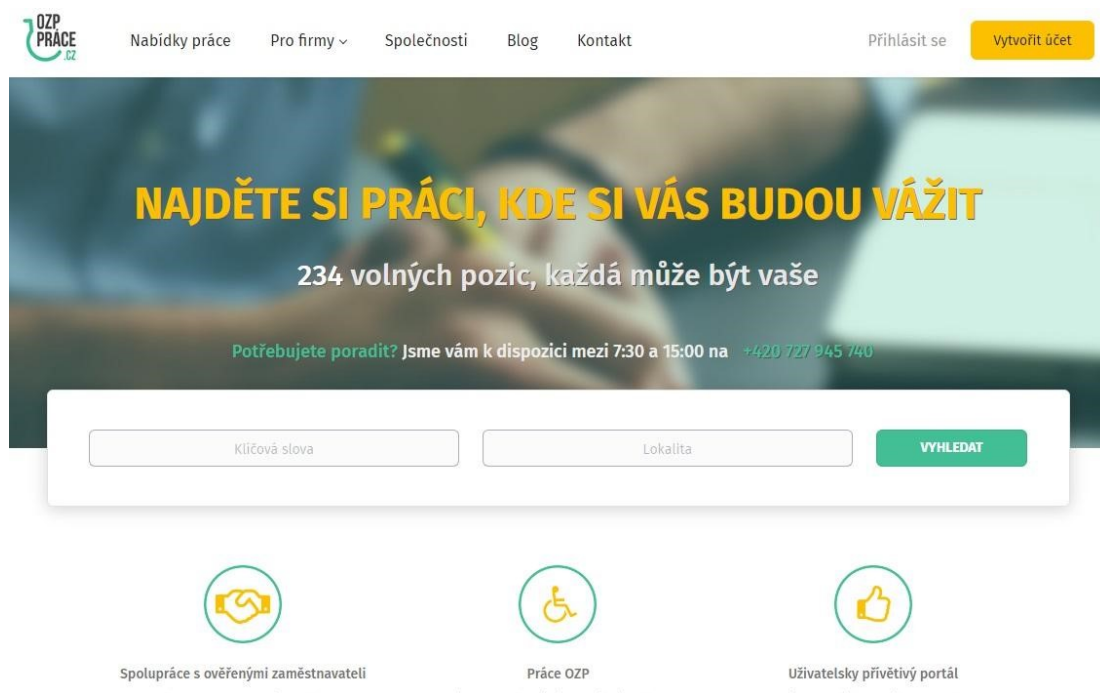 OZP
PRÁCE
.CZ
Nabídky práce Pro firmy Společnosti Blog Kontakt Přihlásit se Vytvořit účet
NAJDĚTE SI PRÁCI, KDE SI VÁS BUDOU VÁŽIT
234 volných pozic, každá může být vaše
Potřebujete poradit? Jsme vám k dispozici mezi 7:30 a 15:00 na +420 727 945 740
Klíčová slova Lokalita VYHLEDAT
Spolupráce s ověřenými zaměstnavateli Práce OZP Uživatelsky přívětivý portál